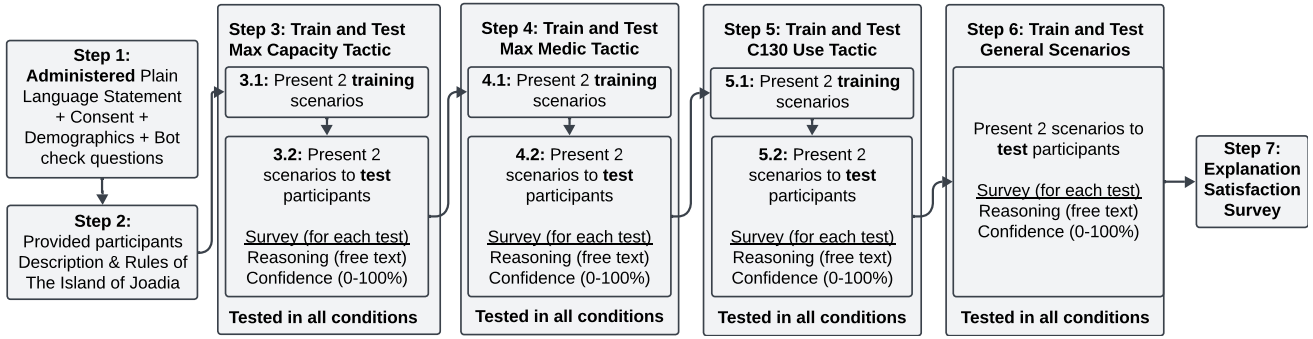 Step 1:
Administered Plain
Language Statement
+ Consent +
Demographics + Bot
check questions
Step 2:
Provided participants
Description & Rules of
The Island of Joadia
Step 3: Train and Test
Max Capacity Tactic
3.1: Present 2 training
scenarios
3.2: Present 2
scenarios to test
participants
Survey (for each test)
Reasoning (free text)
Confidence (0-100%)
Tested in all conditions
Step 4: Train and Test
Max Medic Tactic
4.1: Present 2 training
scenarios
4.2: Present 2
scenarios to test
participants
Survey (for each test)
Reasoning (free text)
Confidence (0-100%)
Tested in all conditions
Step 5: Train and Test
C130 Use Tactic
5.1: Present 2 training
scenarios
5.2: Present 2
scenarios to test
participants
Survey (for each test)
Reasoning (free text)
Confidence (0-100%)
Tested in all conditions
Step 6: Train and Test
General Scenarios
Present 2 scenarios to
test participants
Survey (for each test)
Reasoning (free text)
Confidence (0-100%)
Tested in all conditions
Step 7:
Explanation
Satisfaction
Survey